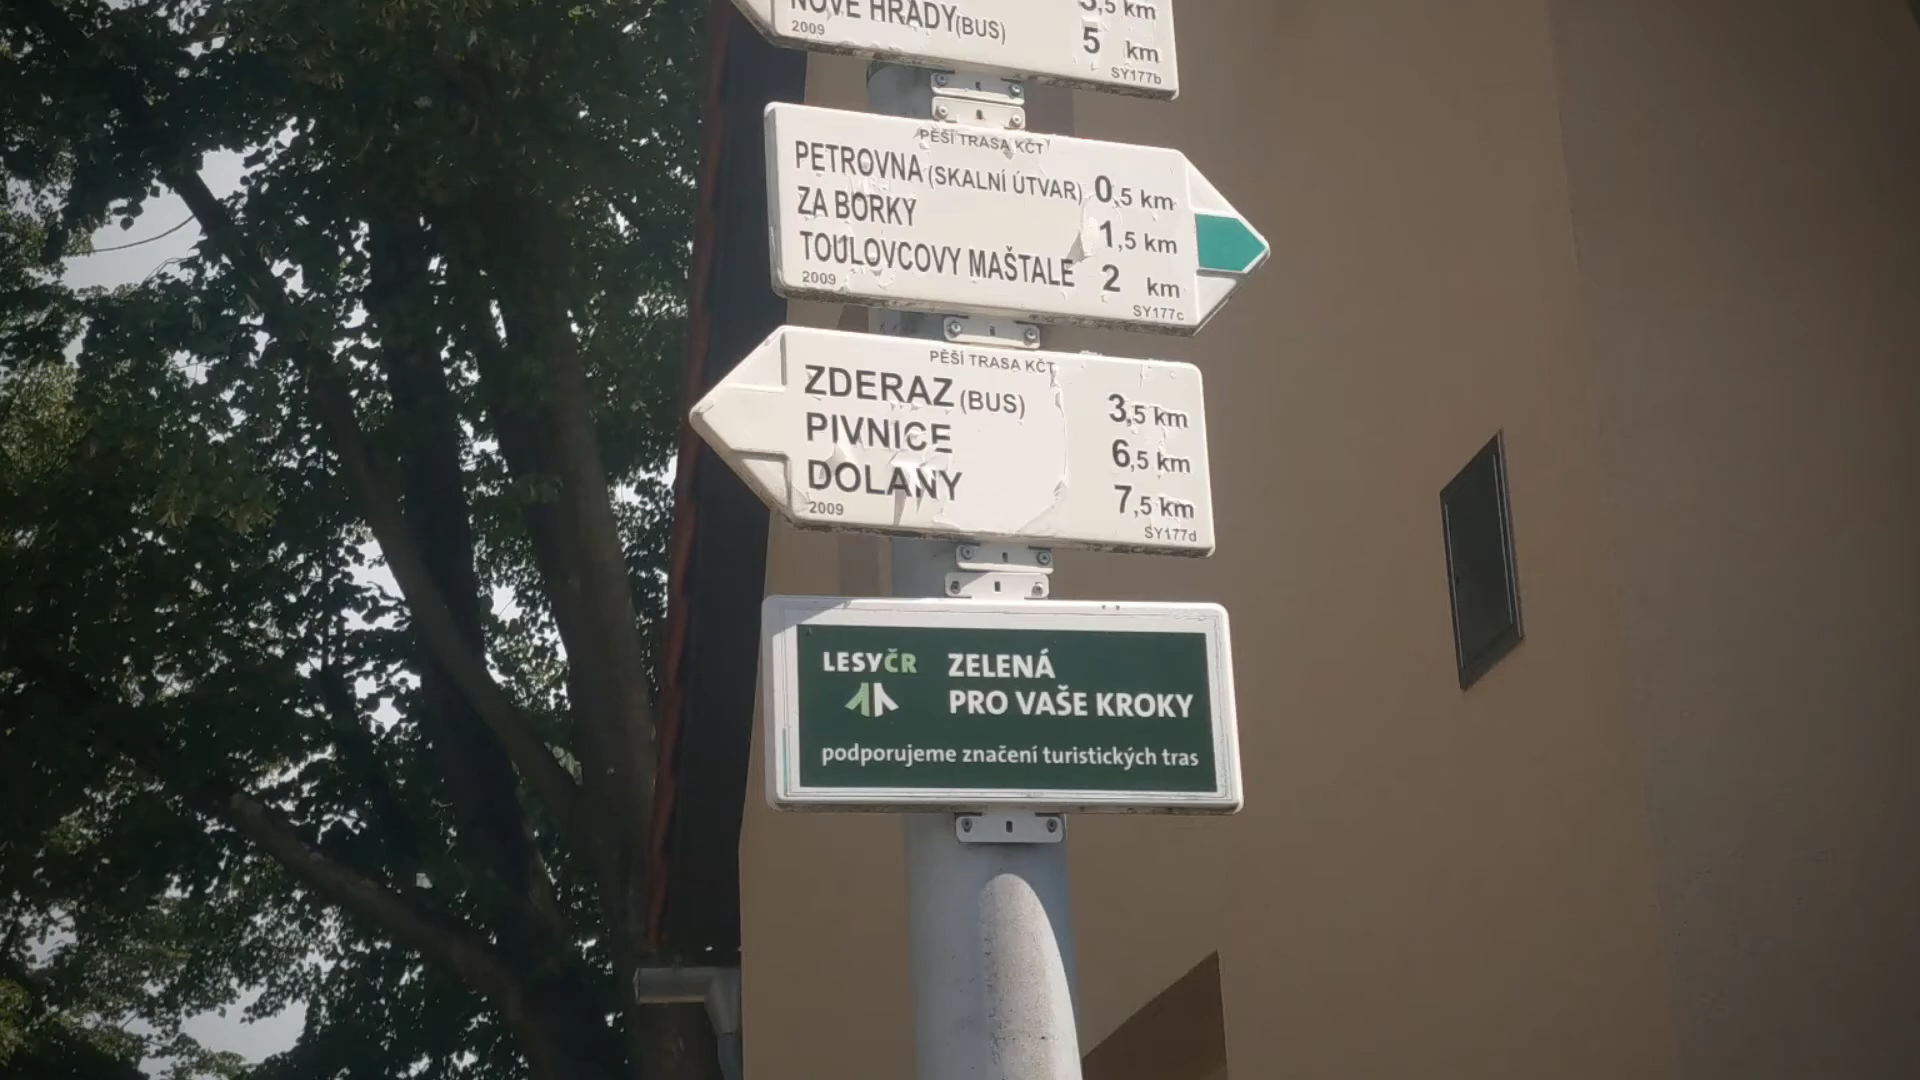 NOVÉ HRADY(BUS) 5 km
2009 SY177b
PĚŠÍ TRASA KČT
PETROVNA (SKALNÍ ÚTVAR) 0,5 km
ZA BORKY 1,5 km
TOULOVCOVY MAŠTALE 2 km
2009 SY177c
PĚŠÍ TRASA KČT
ZDERAZ (BUS) 3,5 km
PIVNICE 6,5 km
DOLANY 7,5 km
2009 SY177d
LESYČR ZELENÁ
PRO VAŠE KROKY
podporujeme značení turistických tras